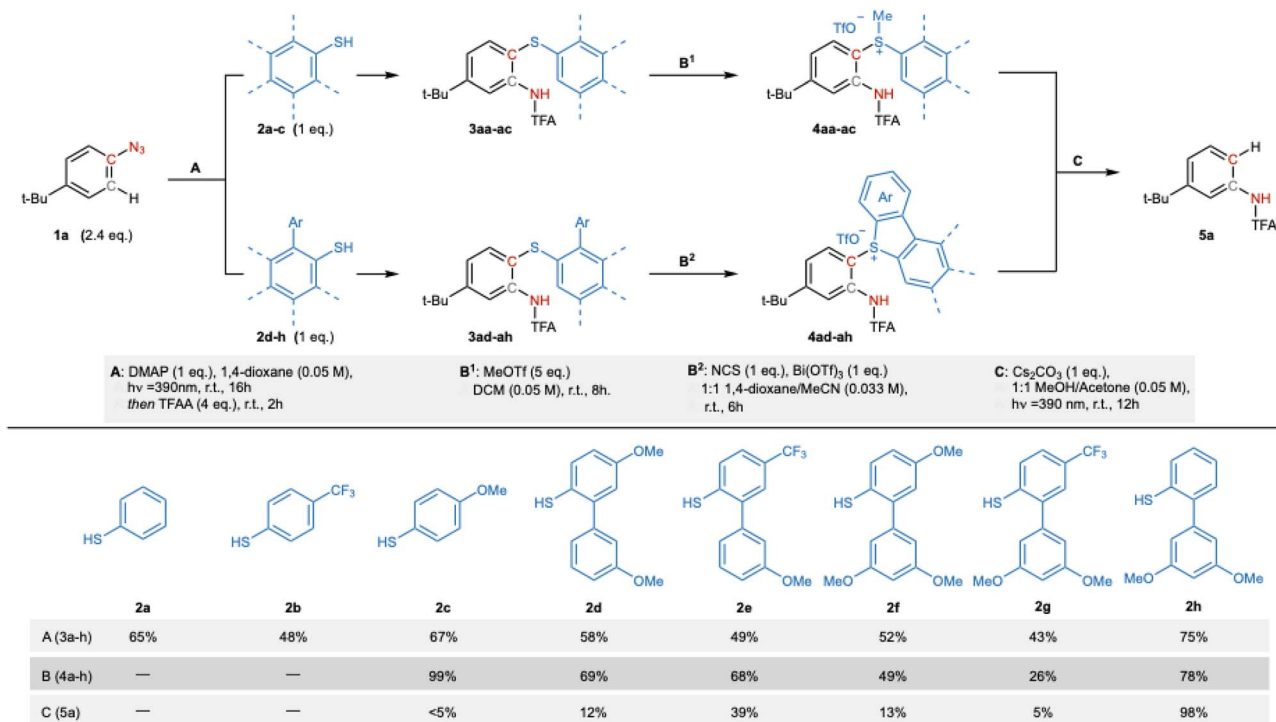 N₃
H
t-Bu
1a (2.4 eq.)
A
SH
2a-c (1 eq.)
Ar
SH
2d-h (1 eq.)
S
NH
t-Bu
TFA
3aa-ac
Ar
S
NH
t-Bu
TFA
3ad-ah
B¹
B²
TfO⁻
Me
S
+
NH
t-Bu
TFA
4aa-ac
Ar
TfO⁻
S
+
NH
t-Bu
TFA
4ad-ah
C
H
NH
t-Bu
TFA
5a
A: DMAP (1 eq.), 1,4-dioxane (0.05 M),
hν =390nm, r.t., 16h
then TFAA (4 eq.), r.t., 2h
B¹: MeOTf (5 eq.)
DCM (0.05 M), r.t., 8h.
B²: NCS (1 eq.), Bi(OTf)₃ (1 eq.)
1:1 1,4-dioxane/MeCN (0.033 M),
r.t., 6h
C: Cs₂CO₃ (1 eq.),
1:1 MeOH/Acetone (0.05 M),
hν =390 nm, r.t., 12h
HS
HS CF₃
HS OMe
OMe HS OMe
CF₃ HS OMe
OMe HS MeO OMe
CF₃ HS MeO OMe
HS MeO OMe
2a 2b 2c 2d 2e 2f 2g 2h
A (3a-h) 65% 48% 67% 58% 49% 52% 43% 75%
B (4a-h) — — 99% 69% 68% 49% 26% 78%
C (5a) — — <5% 12% 39% 13% 5% 98%